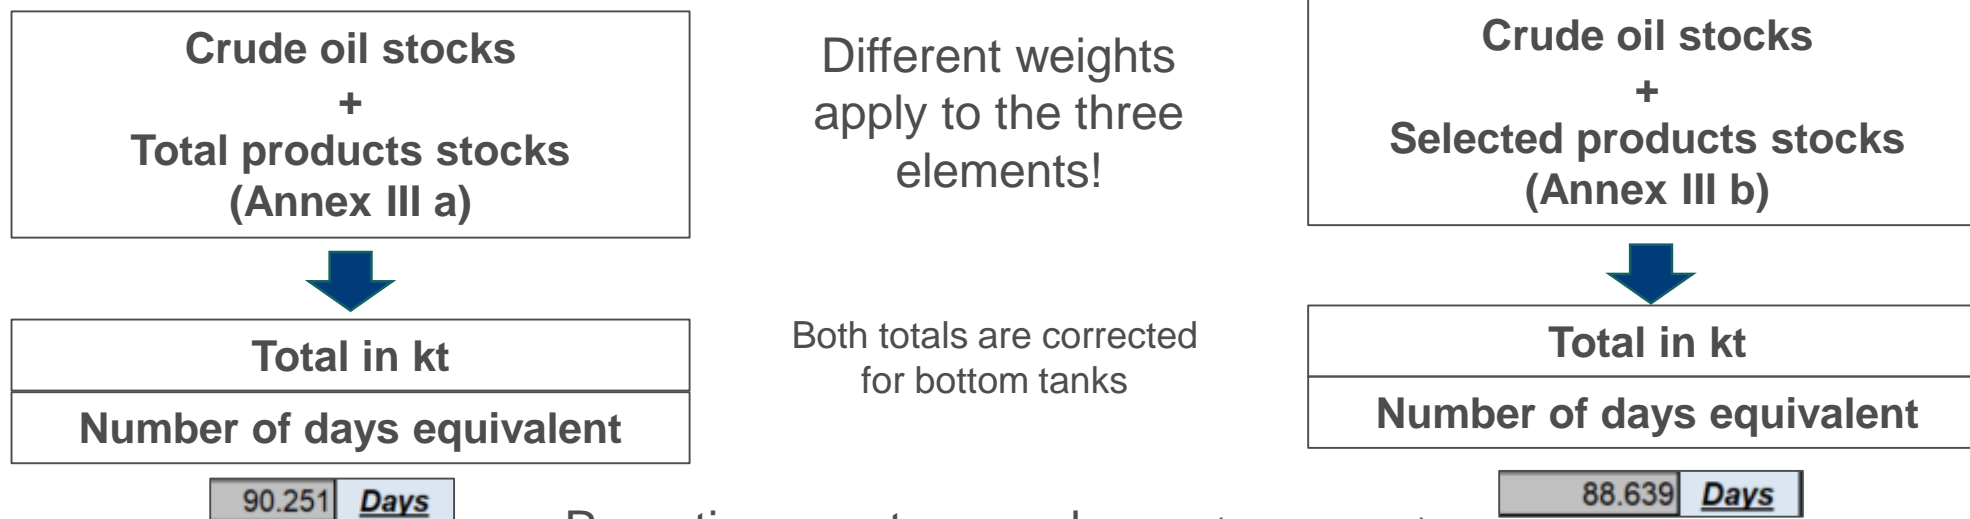 Crude oil stocks
+
Total products stocks
(Annex III a)
Total in kt
Number of days equivalent
90.251 Days
Different weights
apply to the three
elements!
Both totals are corrected
for bottom tanks
Crude oil stocks
+
Selected products stocks
(Annex III b)
Total in kt
Number of days equivalent
88.639 Days